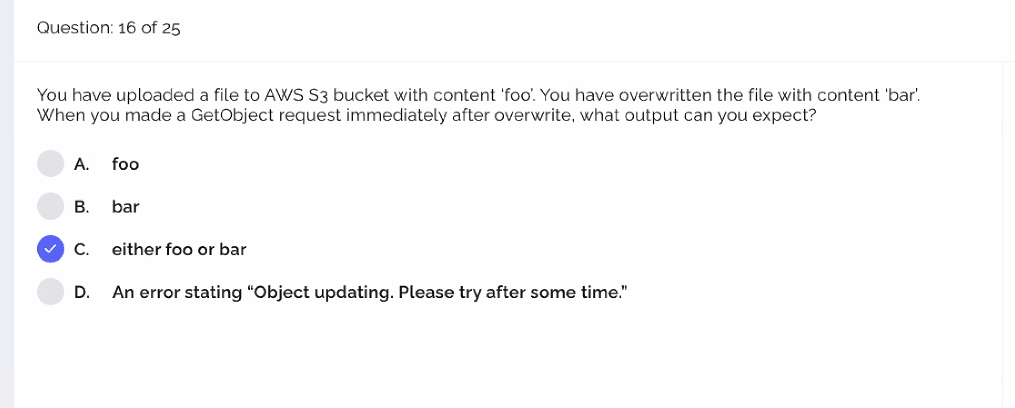 Question: 16 of 25
You have uploaded a file to AWS S3 bucket with content 'foo'. You have overwritten the file with content 'bar'.
When you made a GetObject request immediately after overwrite, what output can you expect?
A. foo
B. bar
C. either foo or bar
D. An error stating “Object updating. Please try after some time.”